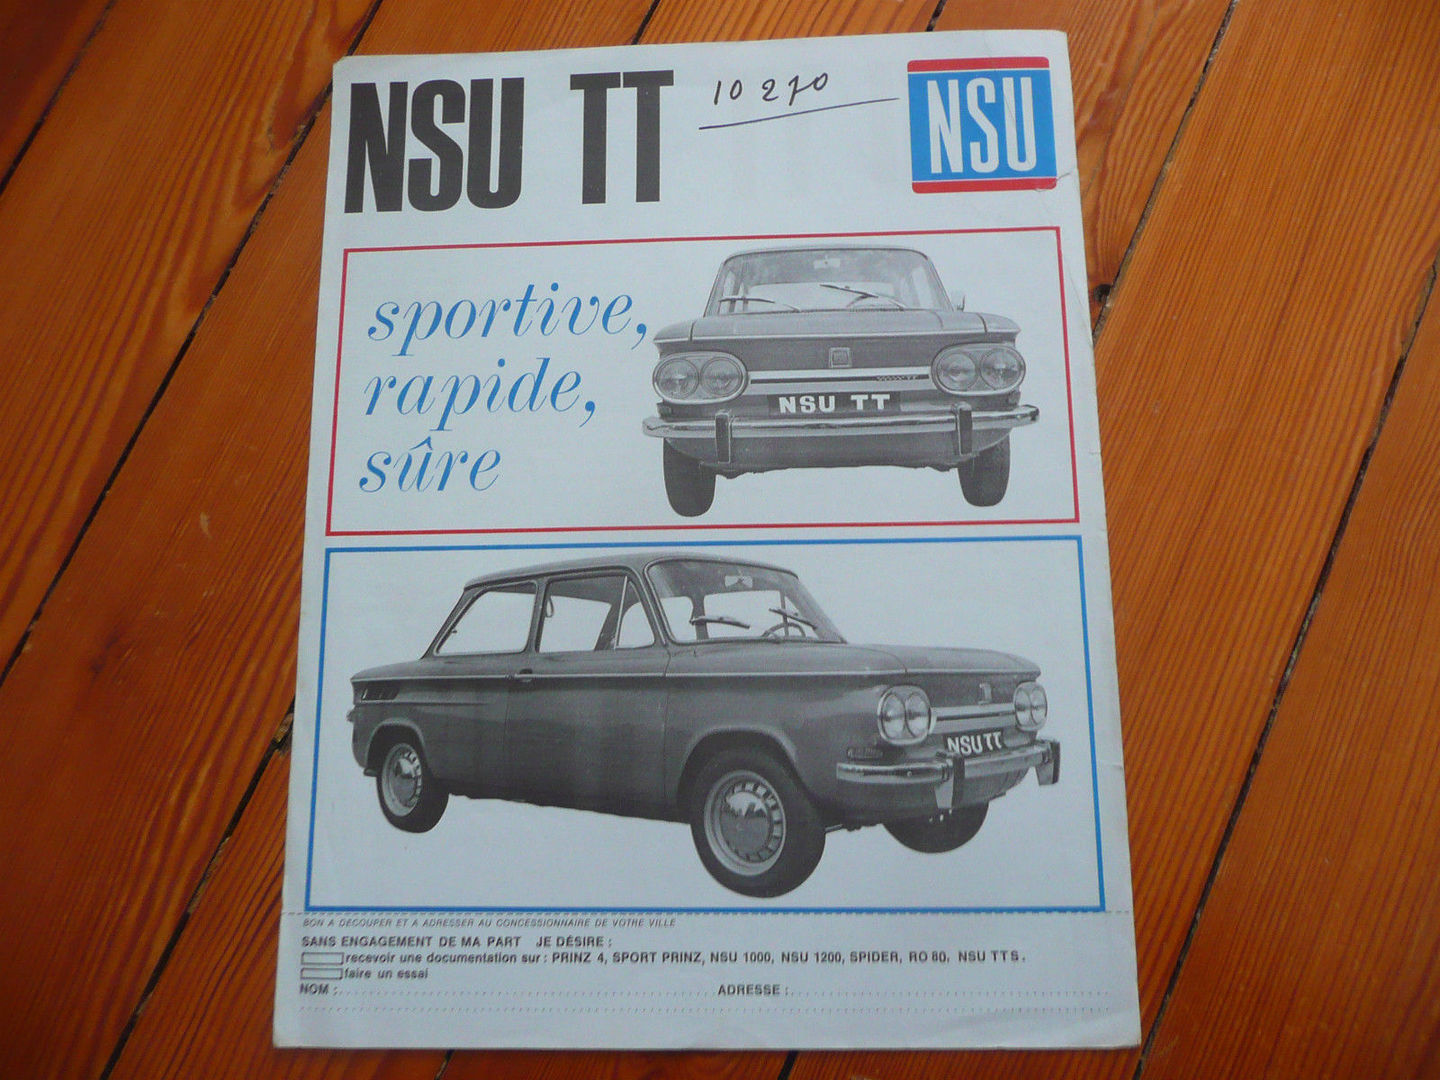 NSU TT
10 270
NSU
sportive,
rapide,
sûre
NSU TT
NSU TT
BON A DÉCOUPER ET A ADRESSER AU CONCESSIONNAIRE DE VOTRE VILLE
SANS ENGAGEMENT DE MA PART JE DÉSIRE :
recevoir une documentation sur : PRINZ 4, SPORT PRINZ, NSU 1000, NSU 1200, SPIDER, RO 80, NSU TTS.
faire un essai
NOM : ADRESSE :